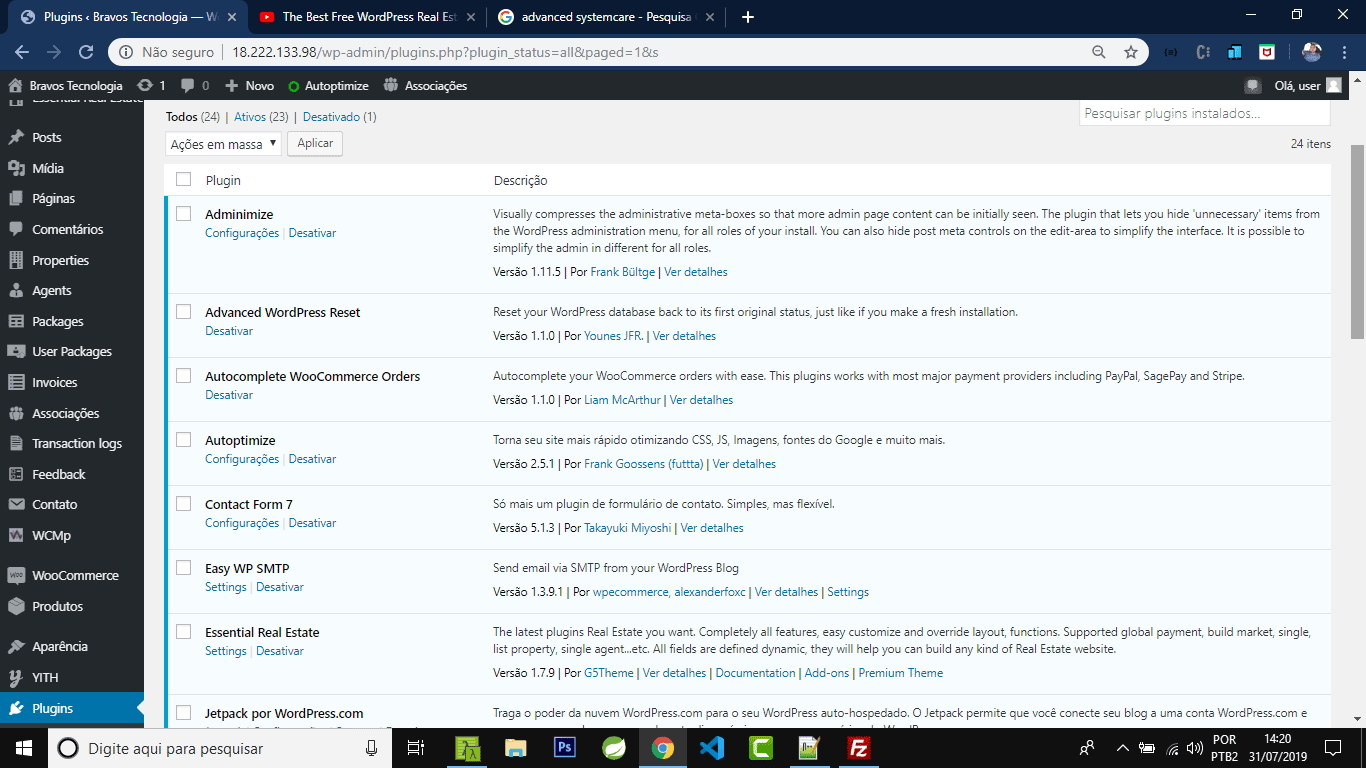 Plugins ‹ Bravos Tecnologia — W
The Best Free WordPress Real Est
advanced systemcare - Pesquisa
Não seguro
18.222.133.98/wp-admin/plugins.php?plugin_status=all&paged=1&s
Bravos Tecnologia
1
0
Novo
Autoptimize
Associações
Olá, user
Essential Real Estate
Posts
Mídia
Páginas
Comentários
Properties
Agents
Packages
User Packages
Invoices
Associações
Transaction logs
Feedback
Contato
WCMp
WooCommerce
Produtos
Aparência
YITH
Plugins
Todos (24) | Ativos (23) | Desativado (1)
Pesquisar plugins instalados...
Ações em massa
Aplicar
24 itens
Plugin
Descrição
Adminimize
Configurações | Desativar
Visually compresses the administrative meta-boxes so that more admin page content can be initially seen. The plugin that lets you hide 'unnecessary' items from
the WordPress administration menu, for all roles of your install. You can also hide post meta controls on the edit-area to simplify the interface. It is possible to
simplify the admin in different for all roles.
Versão 1.11.5 | Por Frank Bültge | Ver detalhes
Advanced WordPress Reset
Desativar
Reset your WordPress database back to its first original status, just like if you make a fresh installation.
Versão 1.1.0 | Por Younes JFR. | Ver detalhes
Autocomplete WooCommerce Orders
Desativar
Autocomplete your WooCommerce orders with ease. This plugins works with most major payment providers including PayPal, SagePay and Stripe.
Versão 1.1.0 | Por Liam McArthur | Ver detalhes
Autoptimize
Configurações | Desativar
Torna seu site mais rápido otimizando CSS, JS, Imagens, fontes do Google e muito mais.
Versão 2.5.1 | Por Frank Goossens (futtta) | Ver detalhes
Contact Form 7
Configurações | Desativar
Só mais um plugin de formulário de contato. Simples, mas flexível.
Versão 5.1.3 | Por Takayuki Miyoshi | Ver detalhes
Easy WP SMTP
Settings | Desativar
Send email via SMTP from your WordPress Blog
Versão 1.3.9.1 | Por wpecommerce, alexanderfoxc | Ver detalhes | Settings
Essential Real Estate
Settings | Desativar
The latest plugins Real Estate you want. Completely all features, easy customize and override layout, functions. Supported global payment, build market, single,
list property, single agent...etc. All fields are defined dynamic, they will help you can build any kind of Real Estate website.
Versão 1.7.9 | Por G5Theme | Ver detalhes | Documentation | Add-ons | Premium Theme
Jetpack por WordPress.com
Traga o poder da nuvem WordPress.com para o seu WordPress auto-hospedado. O Jetpack permite que você conecte seu blog a uma conta WordPress.com e
Digite aqui para pesquisar
POR
PTB2
14:20
31/07/2019